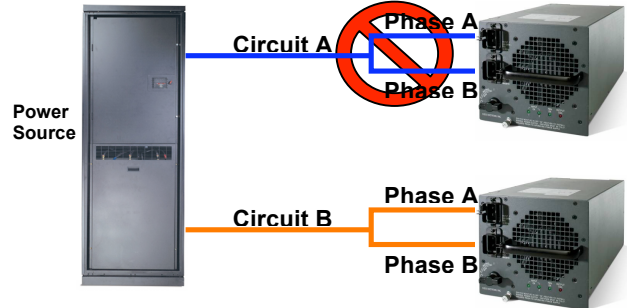 Phase A
Circuit A
Phase B
Power
Source
Phase A
Circuit B
Phase B